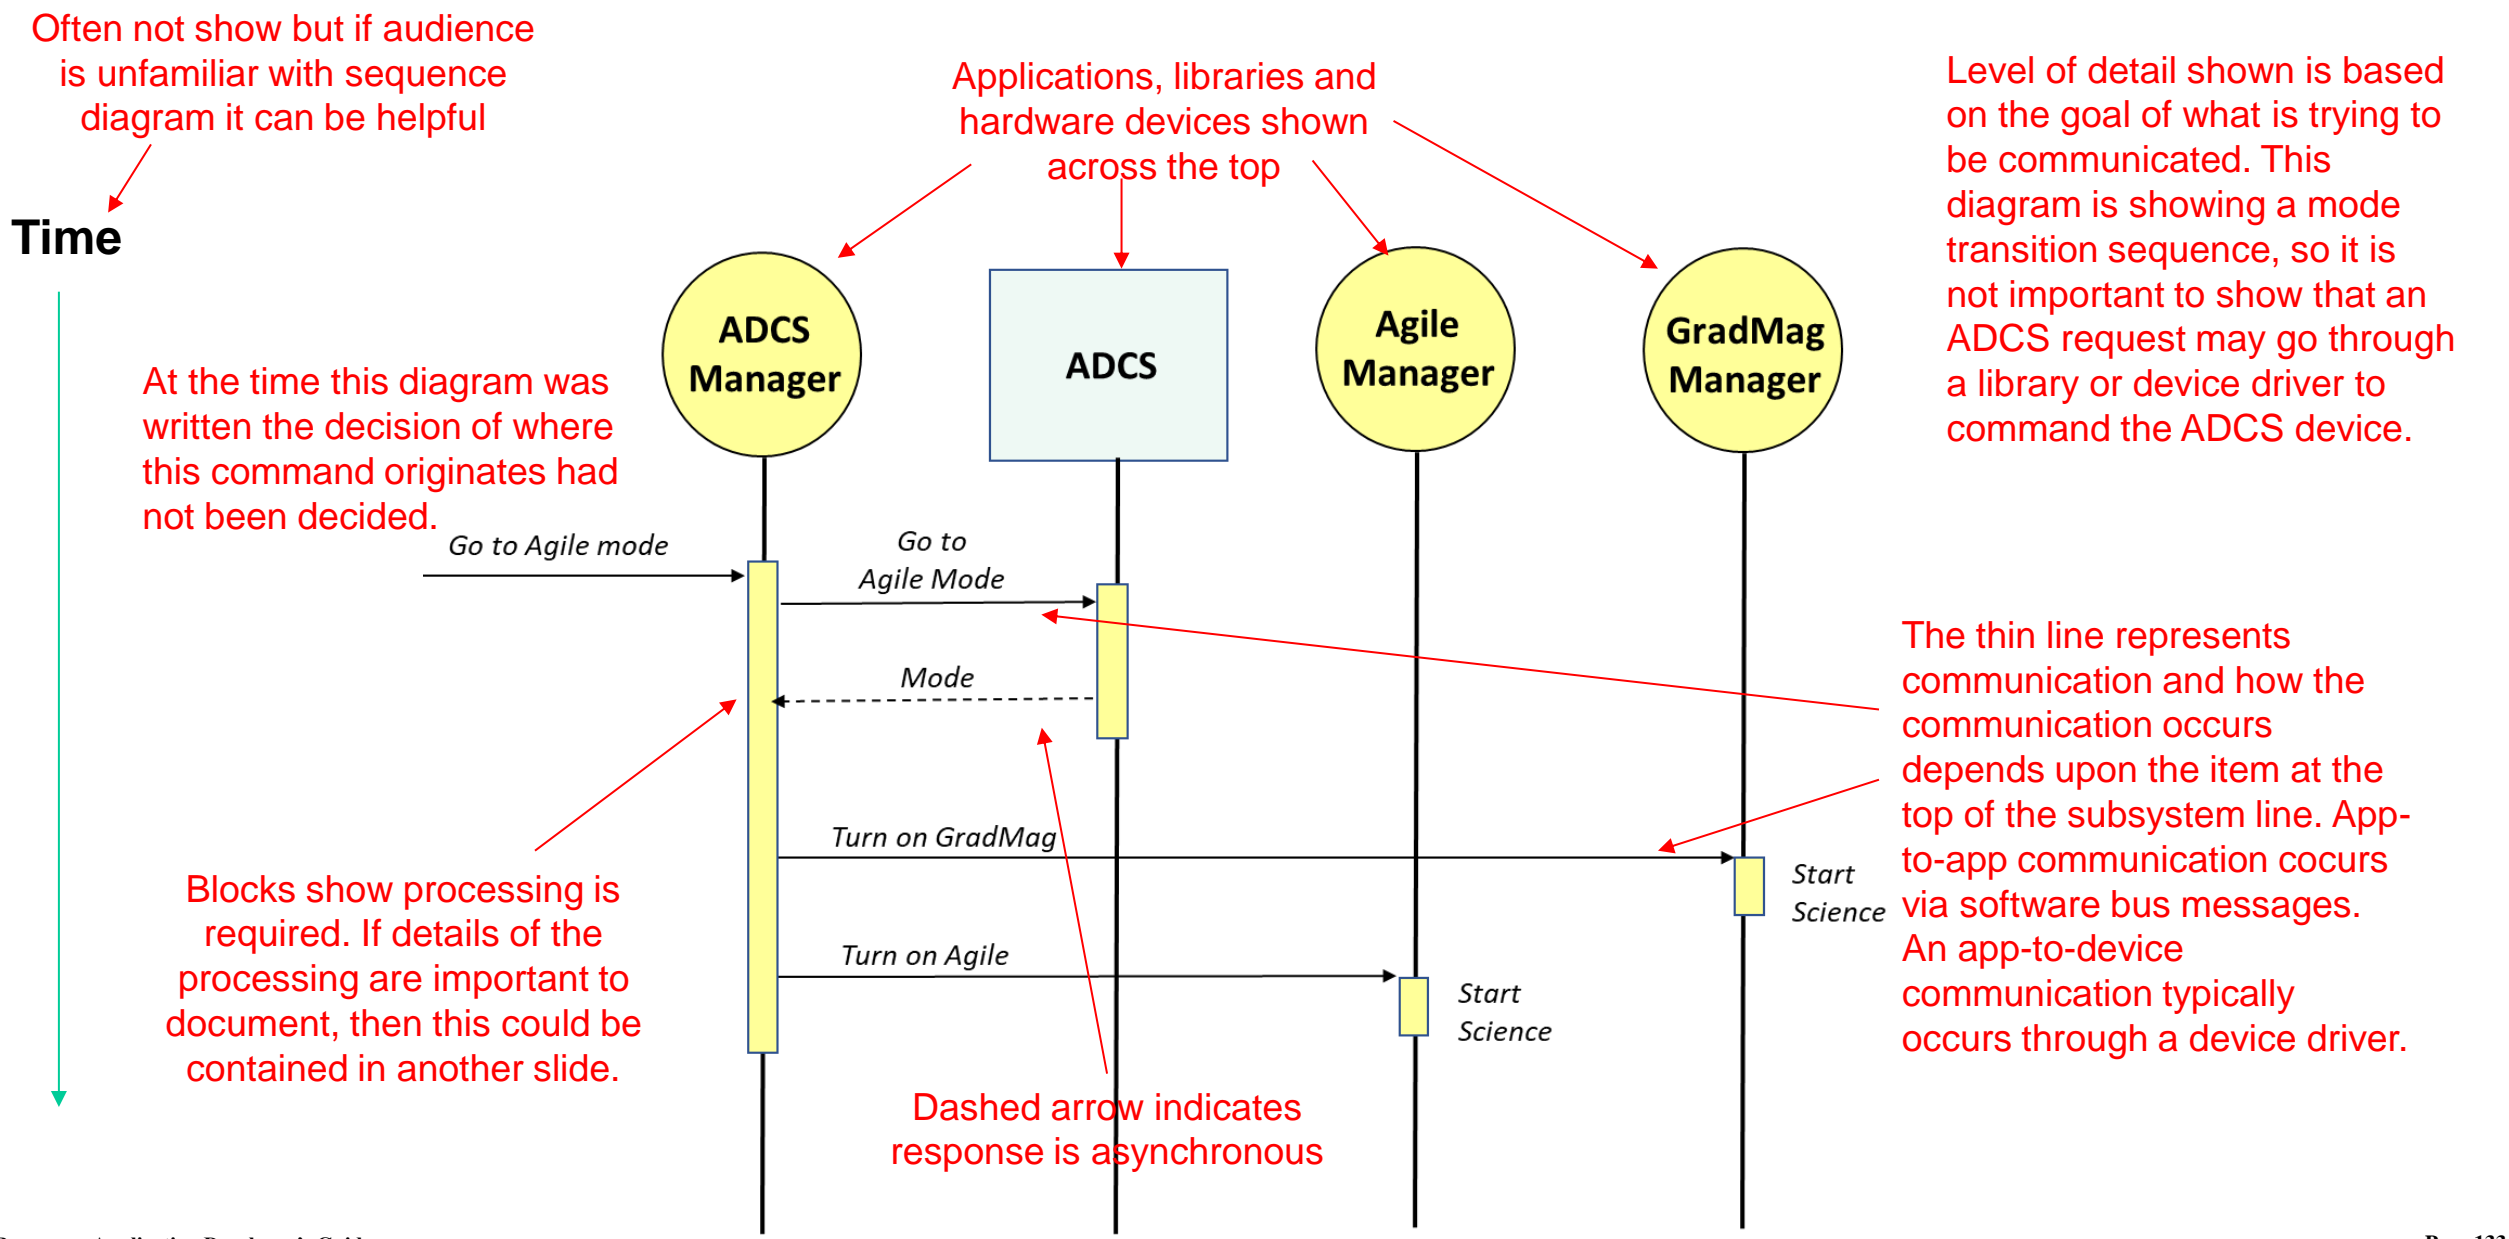 Often not show but if audience
is unfamiliar with sequence
diagram it can be helpful
Time
Applications, libraries and
hardware devices shown
across the top
Level of detail shown is based
on the goal of what is trying to
be communicated. This
diagram is showing a mode
transition sequence, so it is
not important to show that an
ADCS request may go through
a library or device driver to
command the ADCS device.
ADCS
Manager
ADCS
Agile
Manager
GradMag
Manager
At the time this diagram was
written the decision of where
this command originates had
not been decided.
Go to Agile mode
Go to
Agile Mode
Mode
Turn on GradMag
Start
Science
Turn on Agile
Start
Science
The thin line represents
communication and how the
communication occurs
depends upon the item at the
top of the subsystem line. App-
to-app communication cocurs
via software bus messages.
An app-to-device
communication typically
occurs through a device driver.
Blocks show processing is
required. If details of the
processing are important to
document, then this could be
contained in another slide.
Dashed arrow indicates
response is asynchronous